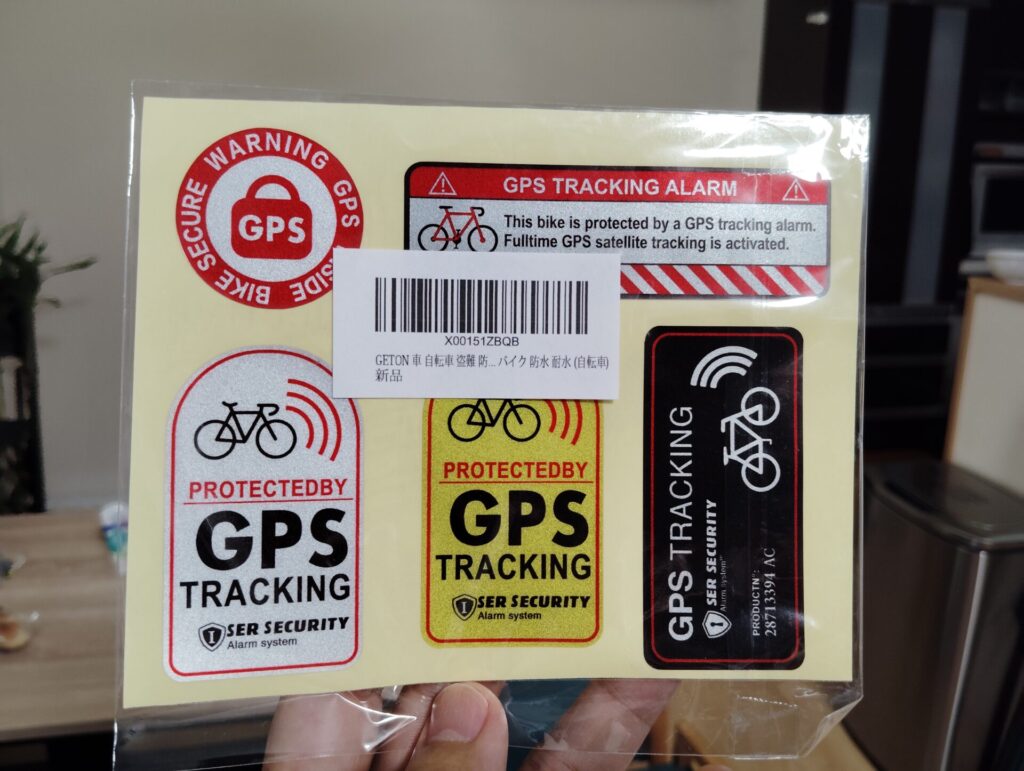 WARNING GPS INSIDE BIKE SECURE
GPS
GPS TRACKING ALARM
This bike is protected by a GPS tracking alarm.
Fulltime GPS satellite tracking is activated.
X00151ZBQB
GETON 車 自転車 盗難 防... バイク 防水 耐水 (自転車)
新品
PROTECTEDBY
GPS
TRACKING
I
SER SECURITY
Alarm system
PROTECTEDBY
GPS
TRACKING
I
SER SECURITY
Alarm system
GPS TRACKING
I
SER SECURITY
Alarm system™
PRODUCTN°:
28713394 AC